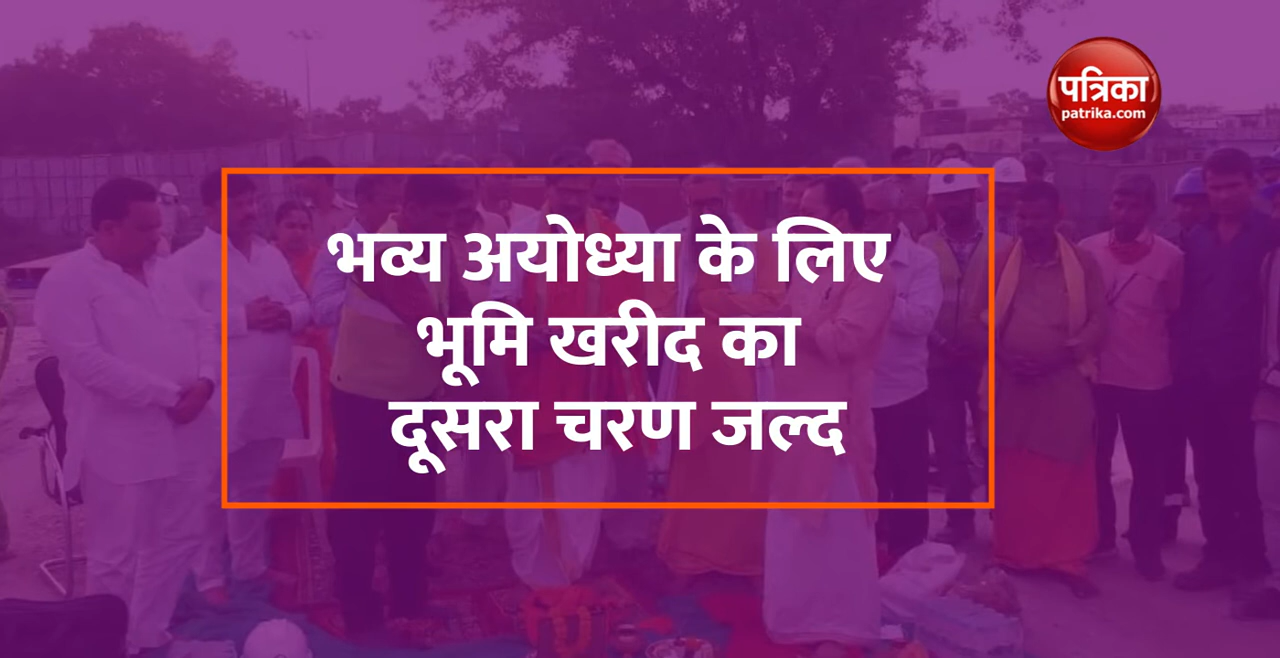 पत्रिका
patrika.com
भव्य अयोध्या के लिए
भूमि खरीद का
दूसरा चरण जल्द